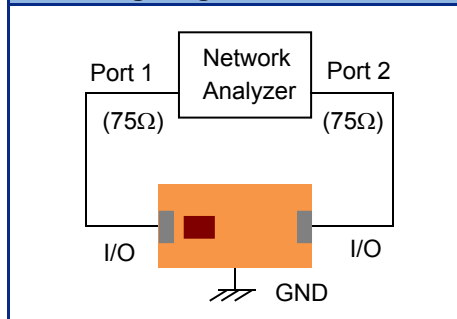 Network
Analyzer
Port 1
Port 2
(75Ω)
(75Ω)
I/O
I/O
GND